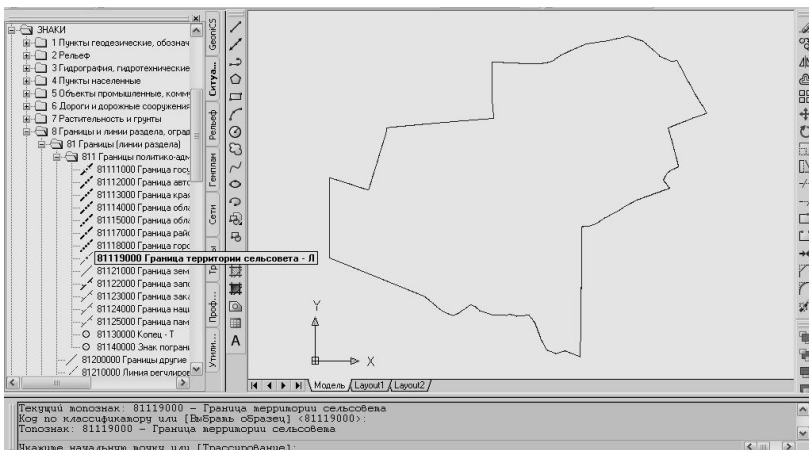 ЗНАКИ
1 Пункты геодезические, обознач
2 Рельеф
3 Гидрография, гидротехнические
4 Пункты населенные
5 Объекты промышленные, комму
6 Дороги и дорожные сооружения
7 Растительность и грунты
8 Границы и линии раздела, оград
81 Границы (линии раздела)
811 Границы политико-адм
81111000 Граница госу
81112000 Граница авто
81113000 Граница края
81114000 Граница обла
81115000 Граница обла
81117000 Граница райо
81118000 Граница горо
81119000 Граница территории сельсовета - Л
81121000 Граница зем
81122000 Граница запо
81123000 Граница зака
81124000 Граница наци
81125000 Граница пам
81130000 Конец - Т
81140000 Знак пограни
81200000 Границы другие
81210000 Линия регулиров
GeoniCS
Ситуа...
Рельеф
Генплан
Сети
Проф...
Утили...
A
Y
X
Модель
Layout1
Layout2
Текущий топознак: 81119000 - Граница территории сельсовета
Код по классификатору или [Выбрать образец] <81119000>:
Топознак: 81119000 - Граница территории сельсовета
Укажите начальную точку или [Трассирование]: